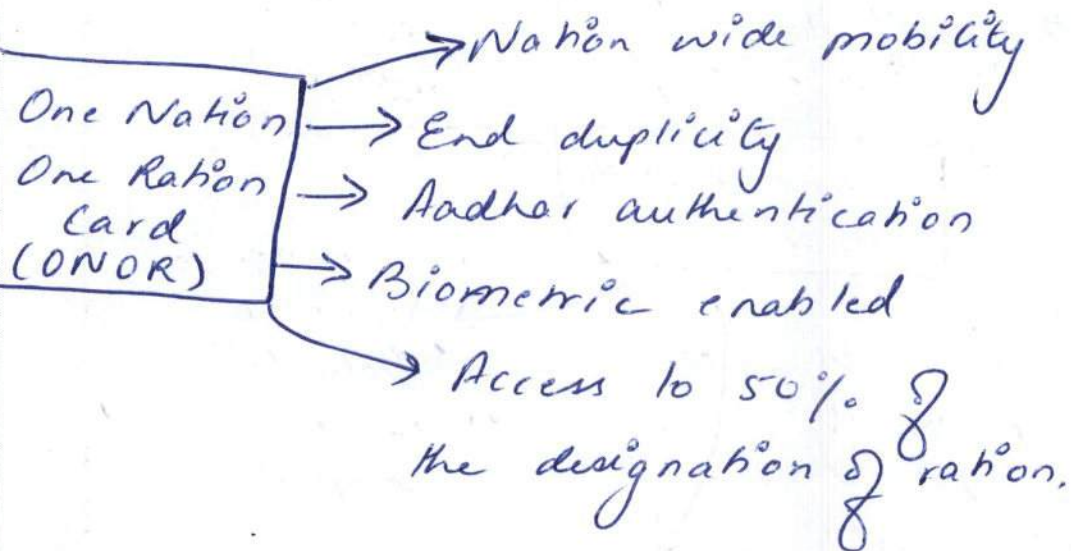 One Nation
One Ration
Card
(ONOR)
Nation wide mobility
End duplicity
Aadhar authentication
Biometric enabled
Access to 50% of
the designation of ration.